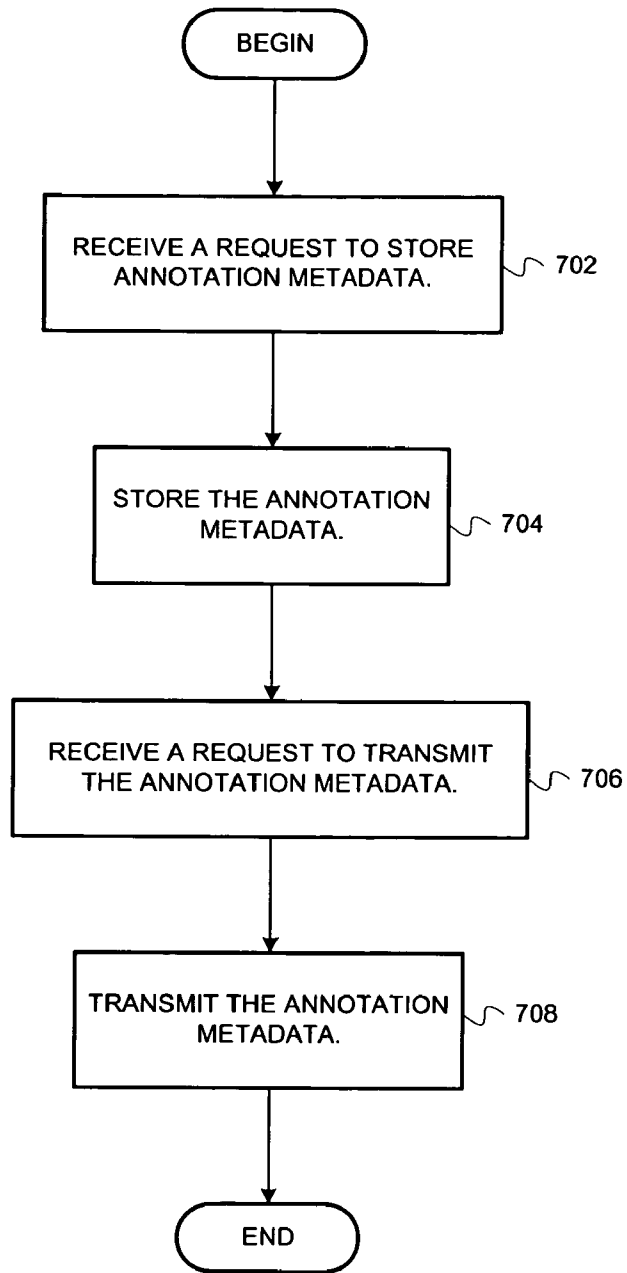 BEGIN
RECEIVE A REQUEST TO STORE
ANNOTATION METADATA.
702
STORE THE ANNOTATION
METADATA.
704
RECEIVE A REQUEST TO TRANSMIT
THE ANNOTATION METADATA.
706
TRANSMIT THE ANNOTATION
METADATA.
708
END